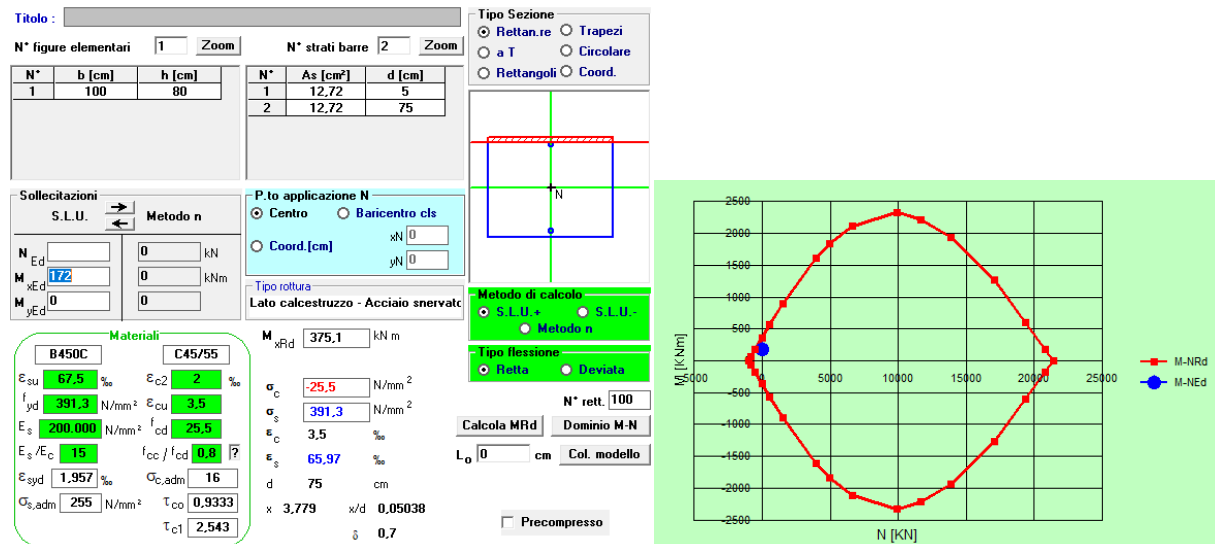 Titolo :
N° figure elementari 1 Zoom N° strati barre 2 Zoom
N° b [cm] h [cm]
1 100 80
N° As [cm²] d [cm]
1 12,72 5
2 12,72 75
Tipo Sezione
Rettan.re Trapezi
a T Circolare
Rettangoli Coord.
N
Sollecitazioni
S.L.U. Metodo n
N Ed 0 kN
M xEd 172 0 kNm
M yEd 0 0
P.to applicazione N
Centro Baricentro cls
Coord.[cm] xN 0
yN 0
Tipo rottura
Lato calcestruzzo - Acciaio snervato
Metodo di calcolo
S.L.U.+ S.L.U.-
Metodo n
Tipo flessione
Retta Deviata
N° rett. 100
Calcola MRd Dominio M-N
L₀ 0 cm Col. modello
Precompresso
Materiali
B450C C45/55
εsu 67,5 ‰ εc2 2 ‰
fyd 391,3 N/mm² εcu 3,5
Es 200.000 N/mm² fcd 25,5
Es /Ec 15 fcc / fcd 0,8 ?
εsyd 1,957 ‰ σc,adm 16
σs,adm 255 N/mm² τco 0,9333
τc1 2,543
M xRd 375,1 kN m
σc -25,5 N/mm²
σs 391,3 N/mm²
εc 3,5 ‰
εs 65,97 ‰
d 75 cm
x 3,779 x/d 0,05038
δ 0,7
2500
2000
1500
1000
500
0
-500
-1000
-1500
-2000
-2500
-5000 0 5000 10000 15000 20000 25000
M [KNm]
N [KN]
M-NRd
M-NEd